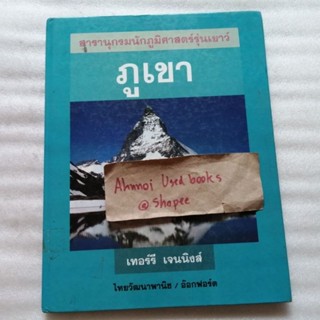 สารานุกรมนักภูมิศาสตร์รุ่นเยาว์
ภูเขา
Ahmoi Used books
@ Shopee
เทอร์รี่ เจนนิงส์
ไทยวัฒนาพานิช / อ๊อกฟอร์ด